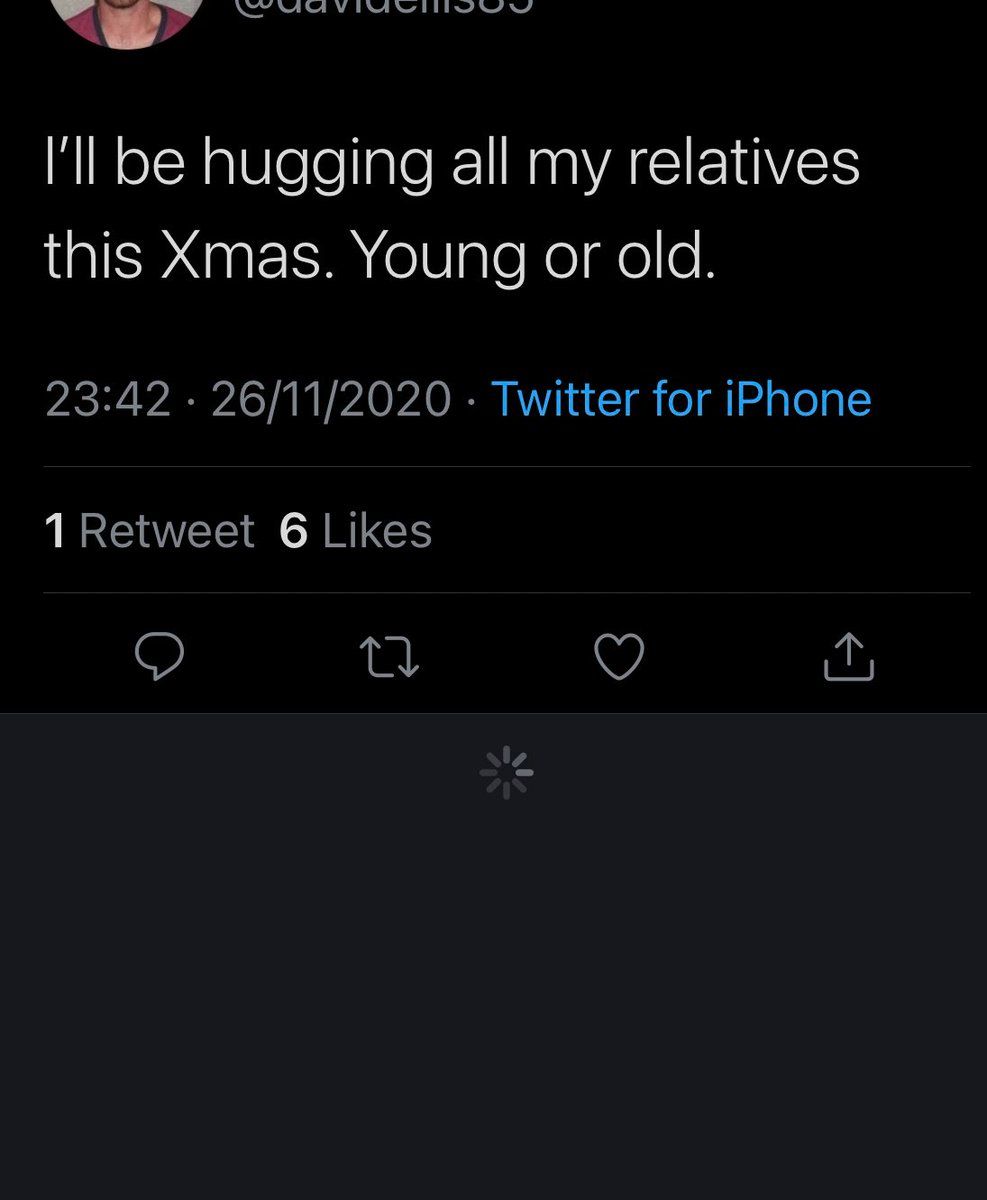 @davidellis85
I’ll be hugging all my relatives
this Xmas. Young or old.
23:42 · 26/11/2020 · Twitter for iPhone
1 Retweet 6 Likes